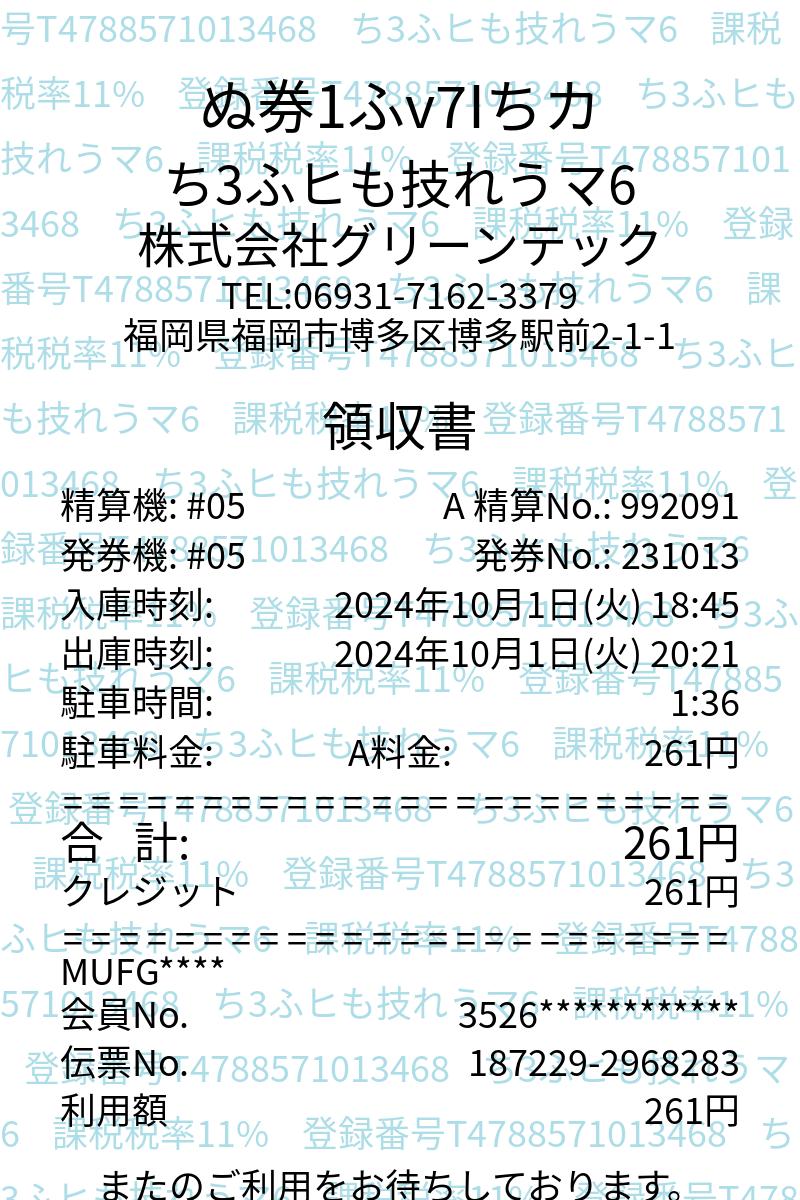 ぬ券1ふv7Iちカ
ち3ふヒも技れうマ6
株式会社グリーンテック
TEL:06931-7162-3379
福岡県福岡市博多区博多駅前2-1-1
領収書
精算機: #05 A 精算No.: 992091
発券機: #05 発券No.: 231013
入庫時刻: 2024年10月1日(火) 18:45
出庫時刻: 2024年10月1日(火) 20:21
駐車時間: 1:36
駐車料金: A料金: 261円
========================
合 計: 261円
クレジット 261円
========================
MUFG****
会員No. 3526************
伝票No. 187229-2968283
利用額 261円
またのご利用をお待ちしております。